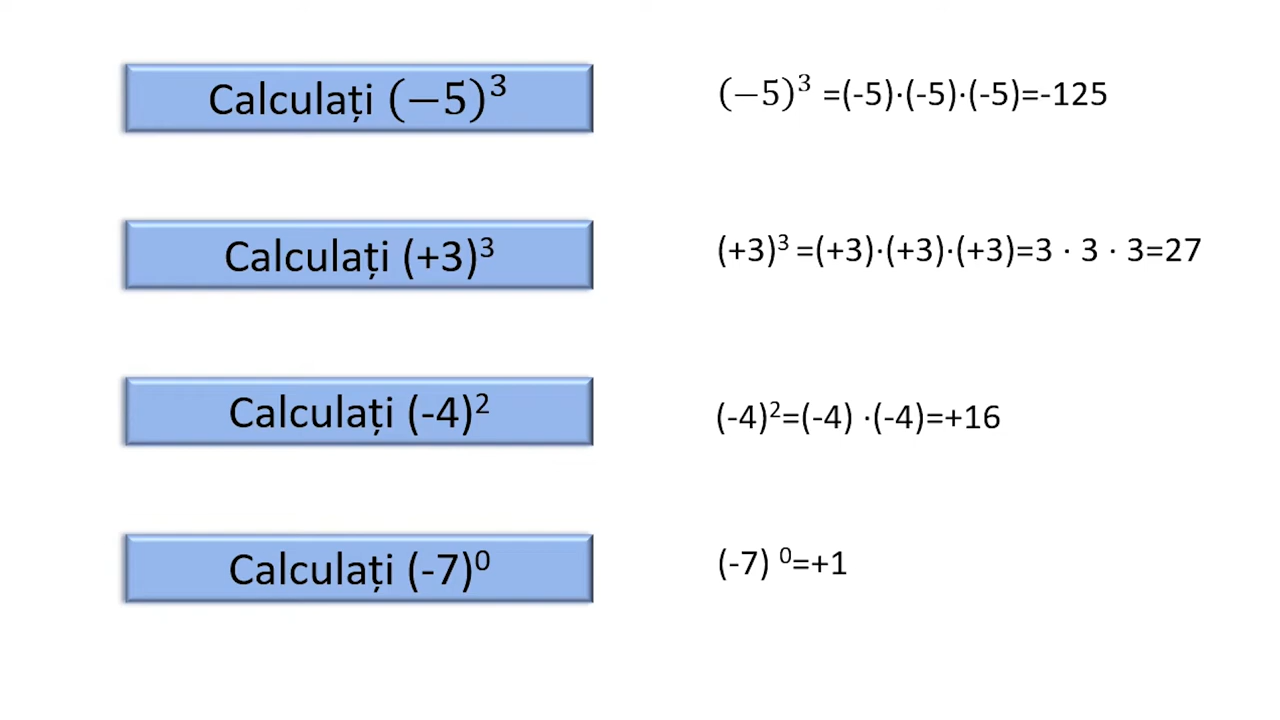 Calculați (−5)³
(−5)³ =(-5)·(-5)·(-5)=-125
Calculați (+3)³
(+3)³ =(+3)·(+3)·(+3)=3 · 3 · 3=27
Calculați (-4)²
(-4)²=(-4) ·(-4)=+16
Calculați (-7)⁰
(-7) ⁰=+1